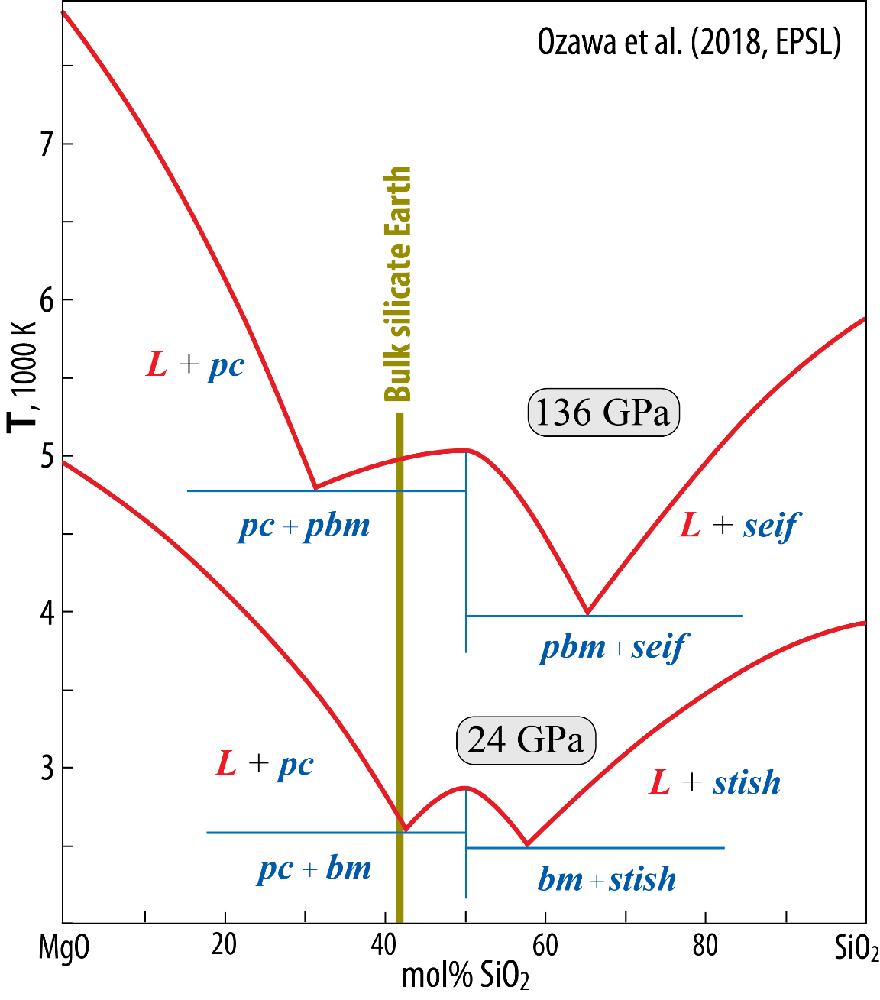 Ozawa et al. (2018, EPSL)
7
6
5
4
3
T, 1000 K
Bulk silicate Earth
L + pc
136 GPa
pc + pbm
L + seif
pbm + seif
24 GPa
L + pc
L + stish
pc + bm
bm + stish
MgO
20
40
60
80
SiO₂
mol% SiO₂